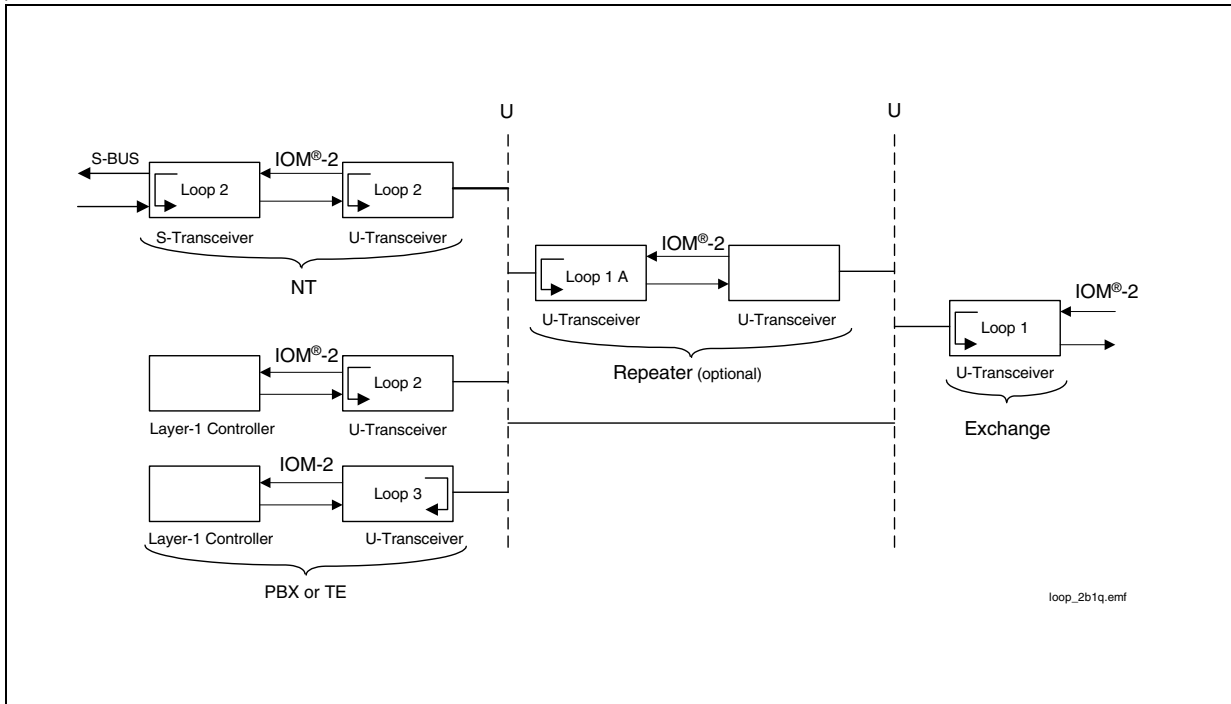 U
U
S-BUS
IOM®-2
Loop 2
Loop 2
S-Transceiver
U-Transceiver
NT
IOM®-2
Loop 1 A
U-Transceiver
U-Transceiver
Repeater (optional)
IOM®-2
Loop 1
U-Transceiver
Exchange
IOM®-2
Loop 2
Layer-1 Controller
U-Transceiver
IOM-2
Loop 3
Layer-1 Controller
U-Transceiver
PBX or TE
loop_2b1q.emf